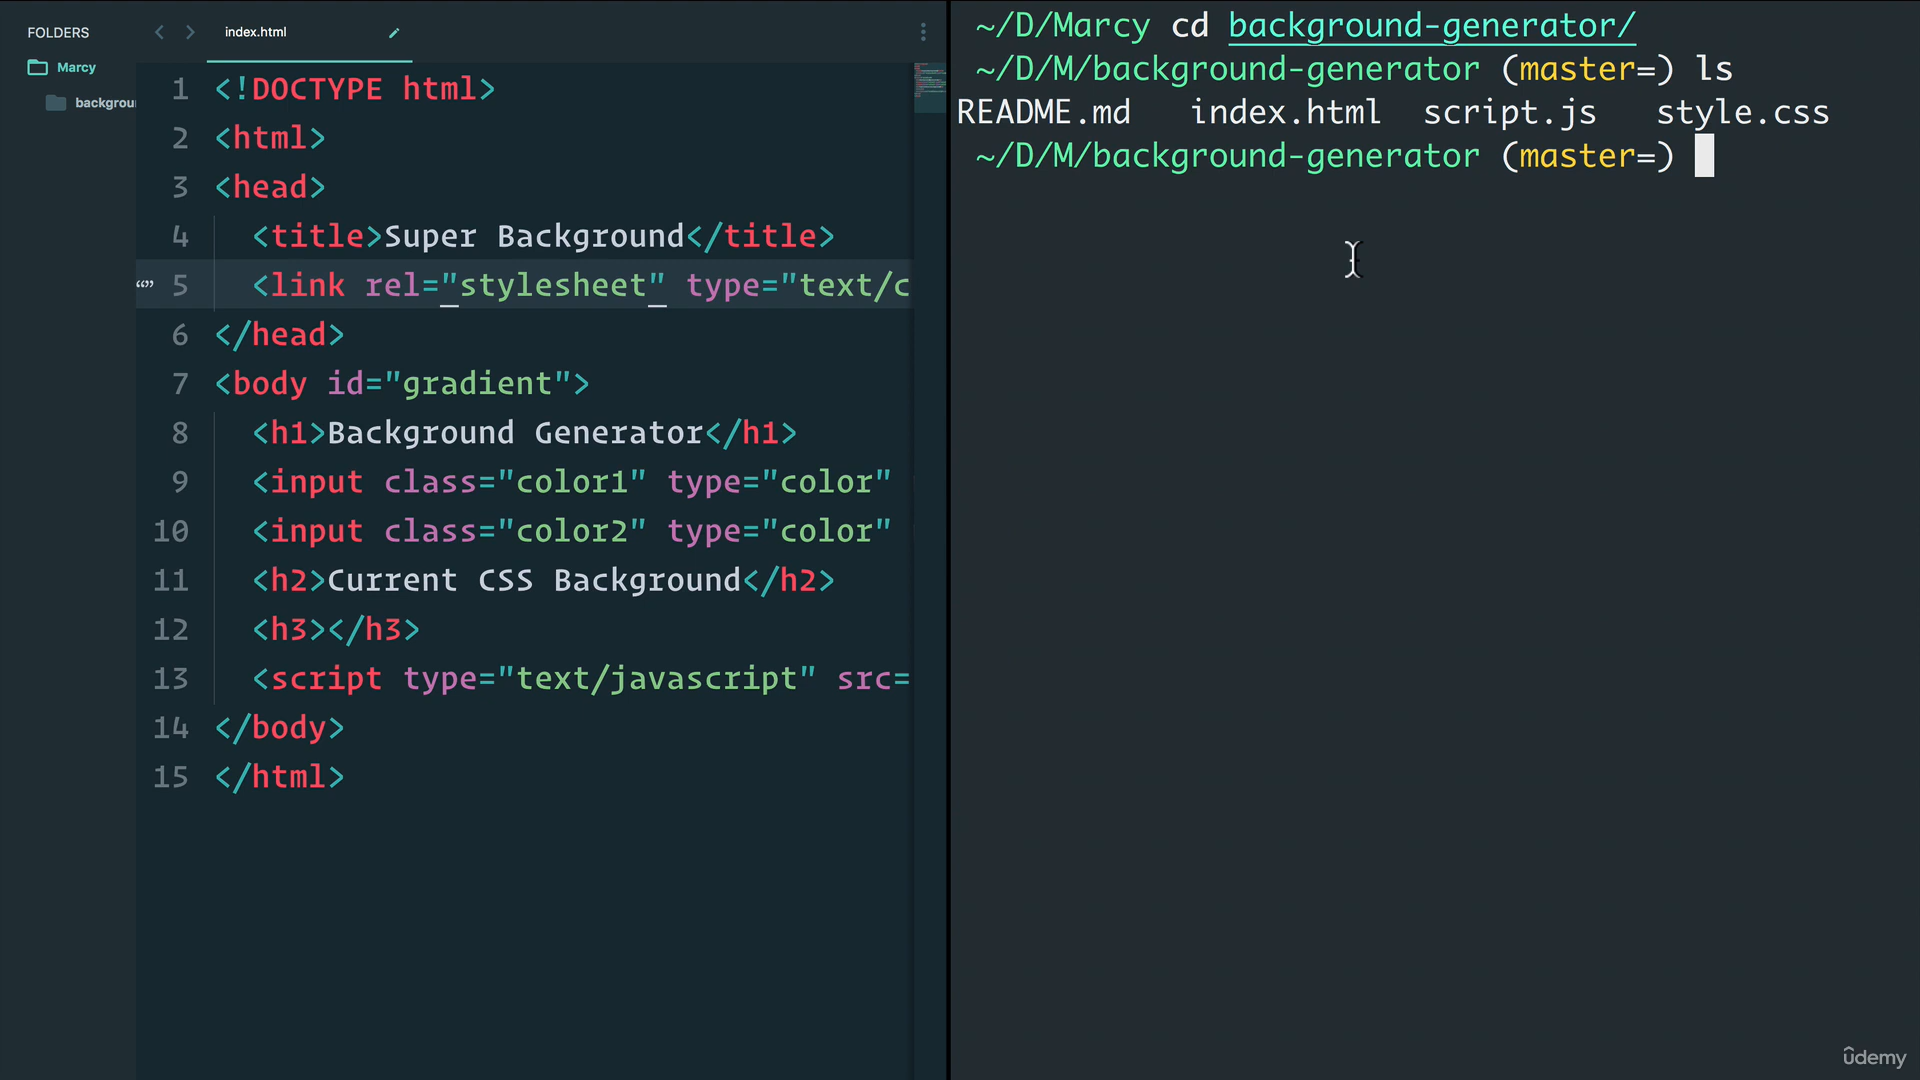 FOLDERS
Marcy
backgrou
index.html
1 <!DOCTYPE html>
2 <html>
3 <head>
4 <title>Super Background</title>
5 <link rel="stylesheet" type="text/c
6 </head>
7 <body id="gradient">
8 <h1>Background Generator</h1>
9 <input class="color1" type="color"
10 <input class="color2" type="color"
11 <h2>Current CSS Background</h2>
12 <h3></h3>
13 <script type="text/javascript" src=
14 </body>
15 </html>
~/D/Marcy cd background-generator/
~/D/M/background-generator (master=) ls
README.md index.html script.js style.css
~/D/M/background-generator (master=)
ûdemy